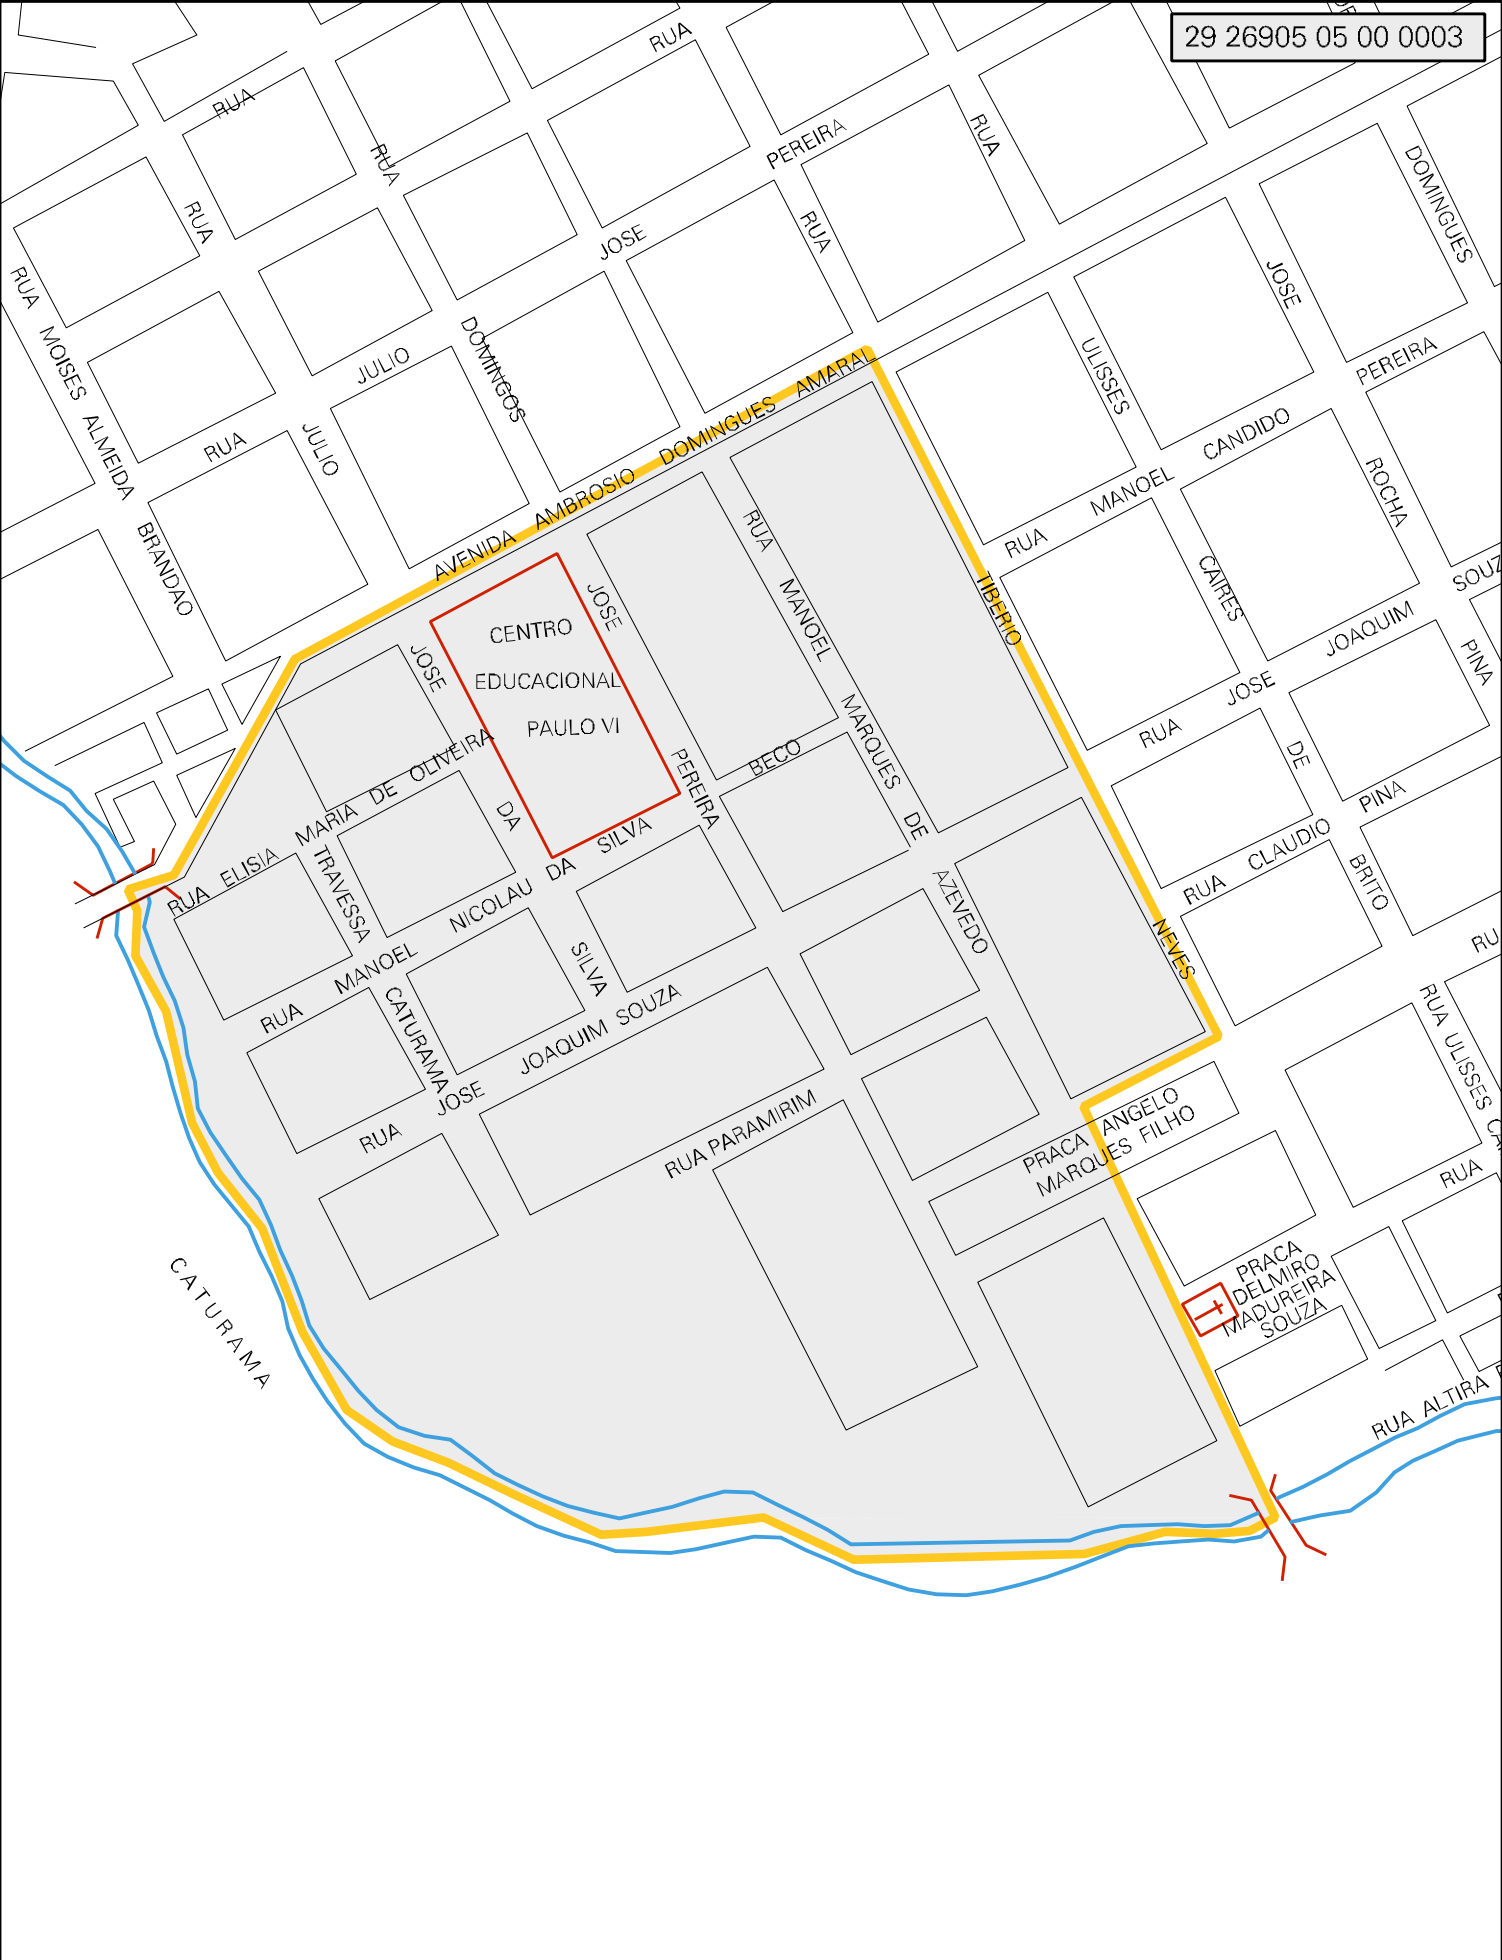 29 26905 05 00 0003
RUA
RUA
RUA
RUA
PEREIRA
RUA
JOSE
RUA
RUA MOISES ALMEIDA BRANDAO
JULIO
DOMINGOS
RUA
JULIO
DOMINGUES
JOSE
ULISSES
PEREIRA
AVENIDA AMBROSIO DOMINGUES AMARAL
RUA MANOEL CANDIDO
ROCHA
SOUZ
CENTRO
EDUCACIONAL
PAULO VI
JOSE
JOSE
RUA MANOEL MARQUES DE AZEVEDO
TIBERIO
NEVES
CAIRES
RUA JOSE JOAQUIM
PINA
DE
BRITO
PINA
RUA CLAUDIO
BECO
PEREIRA
RUA ELISIA MARIA DE OLIVEIRA
DA
SILVA
TRAVESSA
CATURAMA
RUA MANOEL NICOLAU DA SILVA
RUA JOSE JOAQUIM SOUZA
RUA PARAMIRIM
PRACA ANGELO
MARQUES FILHO
RU
RUA ULISSES CA
RUA
PRACA
DELMIRO
MADUREIRA
SOUZA
RUA ALTIRA
CATURAMA